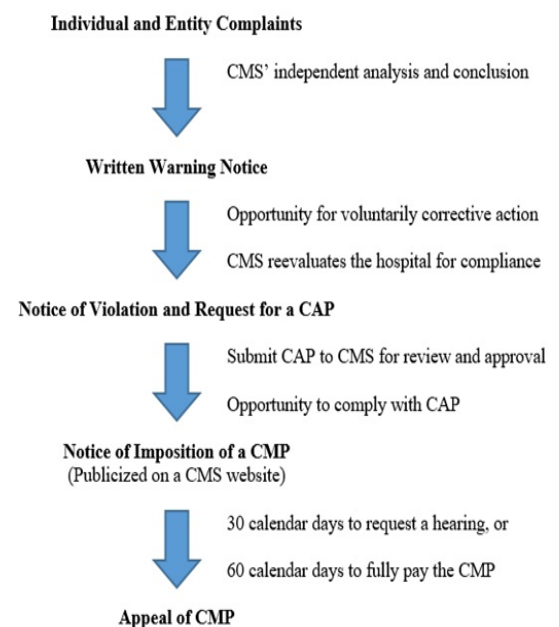 Individual and Entity Complaints
CMS’ independent analysis and conclusion
Written Warning Notice
Opportunity for voluntarily corrective action
CMS reevaluates the hospital for compliance
Notice of Violation and Request for a CAP
Submit CAP to CMS for review and approval
Opportunity to comply with CAP
Notice of Imposition of a CMP
(Publicized on a CMS website)
30 calendar days to request a hearing, or
60 calendar days to fully pay the CMP
Appeal of CMP